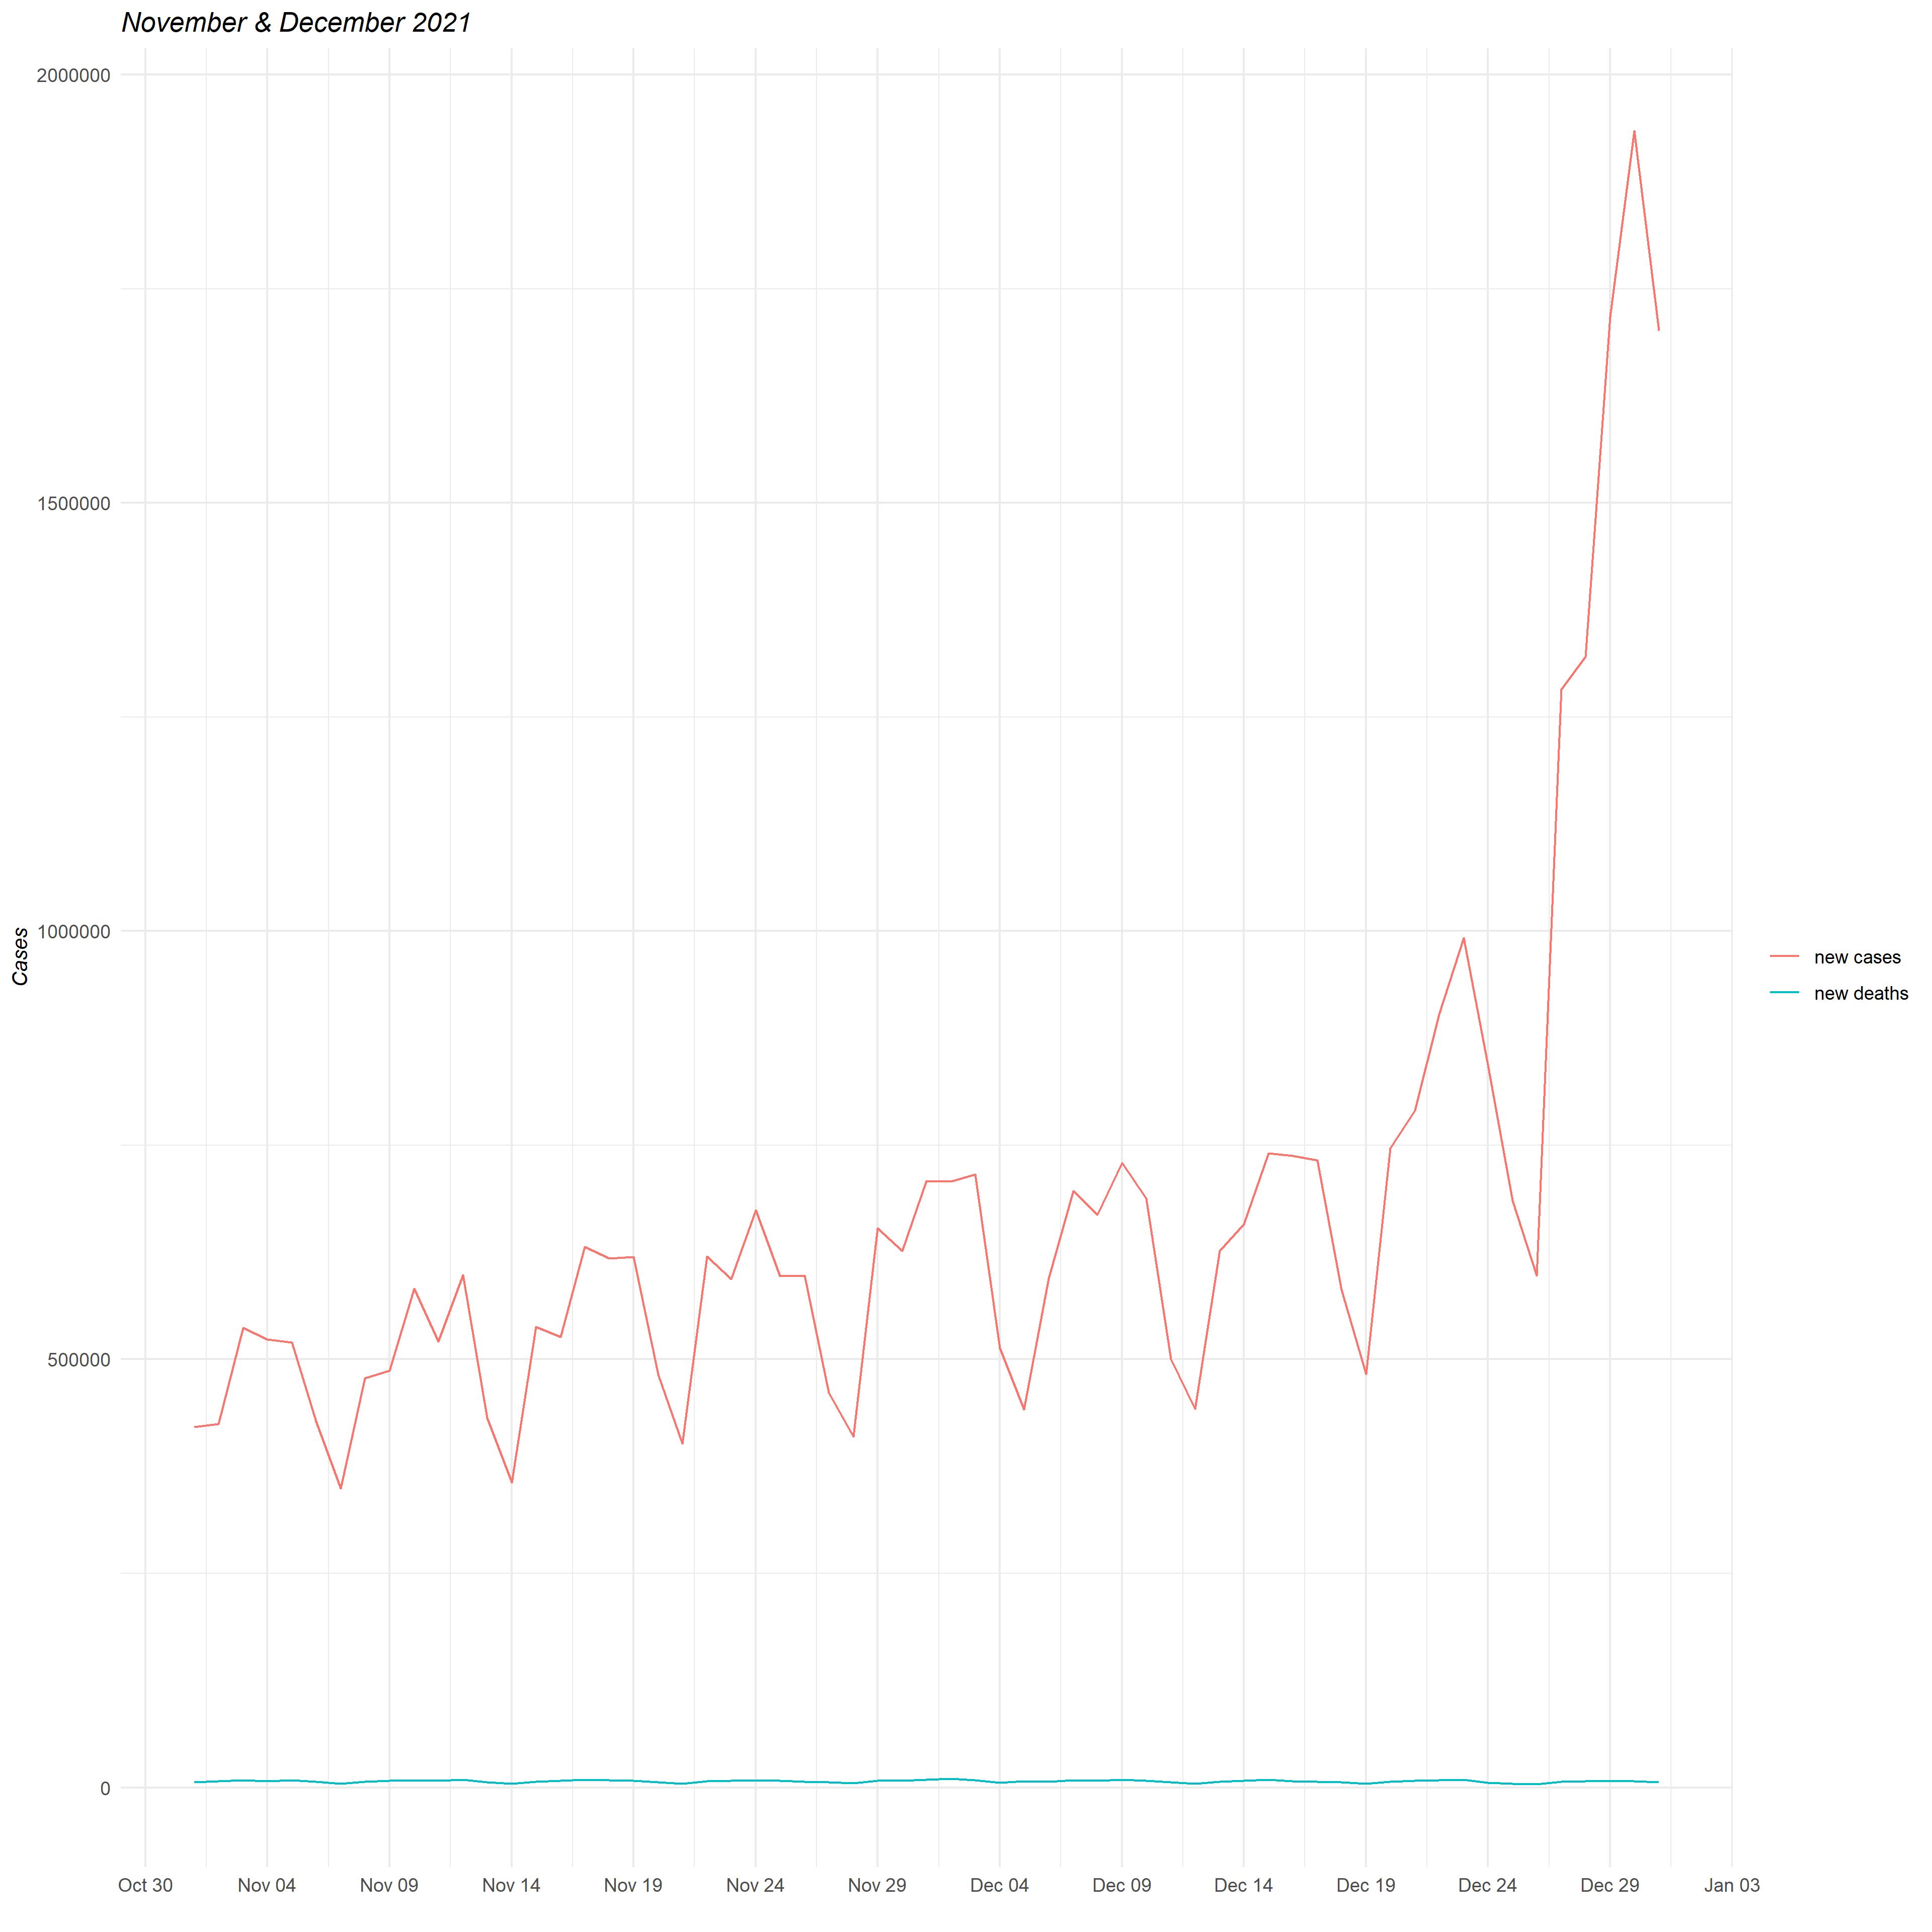 November & December 2021
2000000
1500000
1000000
500000
0
Cases
Oct 30 Nov 04 Nov 09 Nov 14 Nov 19 Nov 24 Nov 29 Dec 04 Dec 09 Dec 14 Dec 19 Dec 24 Dec 29 Jan 03
new cases
new deaths